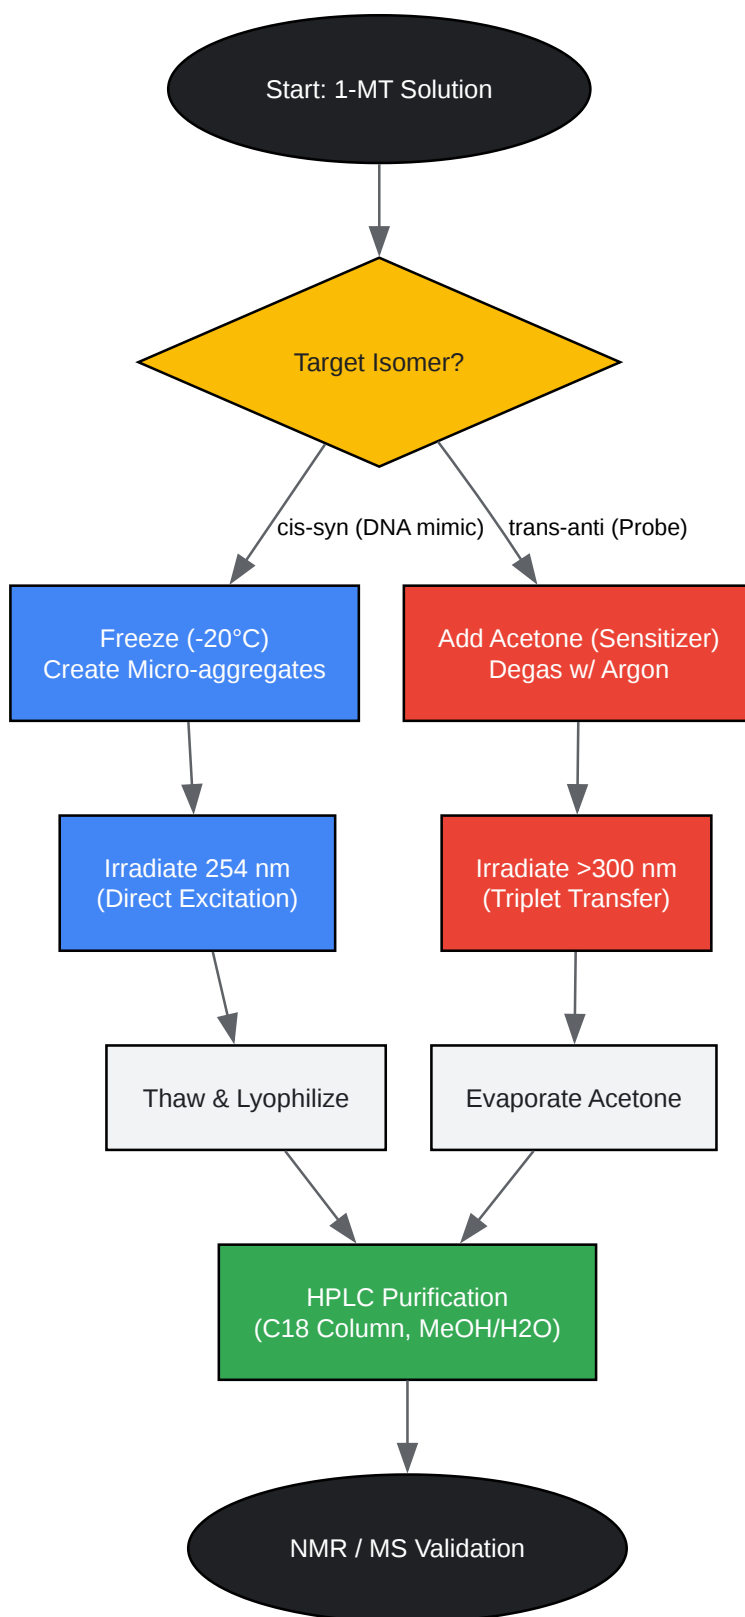 Start: 1-MT Solution
Target Isomer?
cis-syn (DNA mimic)
trans-anti (Probe)
Freeze (-20°C)
Create Micro-aggregates
Add Acetone (Sensitizer)
Degas w/ Argon
Irradiate 254 nm
(Direct Excitation)
Irradiate >300 nm
(Triplet Transfer)
Thaw & Lyophilize
Evaporate Acetone
HPLC Purification
(C18 Column, MeOH/H2O)
NMR / MS Validation